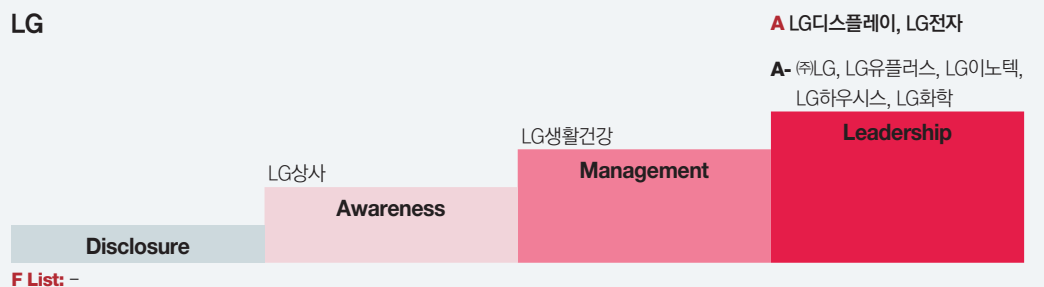 LG
A LG디스플레이, LG전자
A- ㈜LG, LG유플러스, LG이노텍,
LG하우시스, LG화학
Leadership
LG생활건강
Management
LG상사
Awareness
Disclosure
F List: –